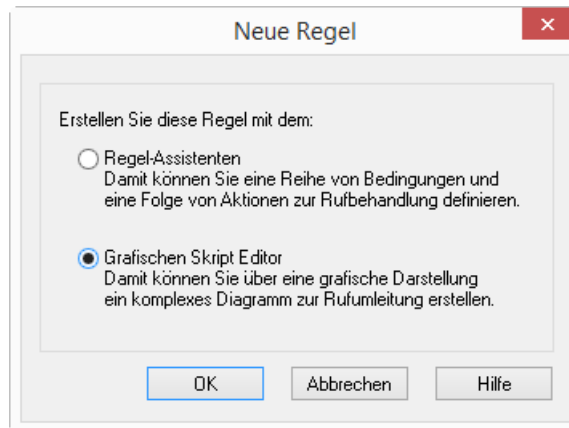 Neue Regel
Erstellen Sie diese Regel mit dem:
Regel-Assistenten
Damit können Sie eine Reihe von Bedingungen und
eine Folge von Aktionen zur Rufbehandlung definieren.
Grafischen Skript Editor
Damit können Sie über eine grafische Darstellung
ein komplexes Diagramm zur Rufumleitung erstellen.
OK Abbrechen Hilfe